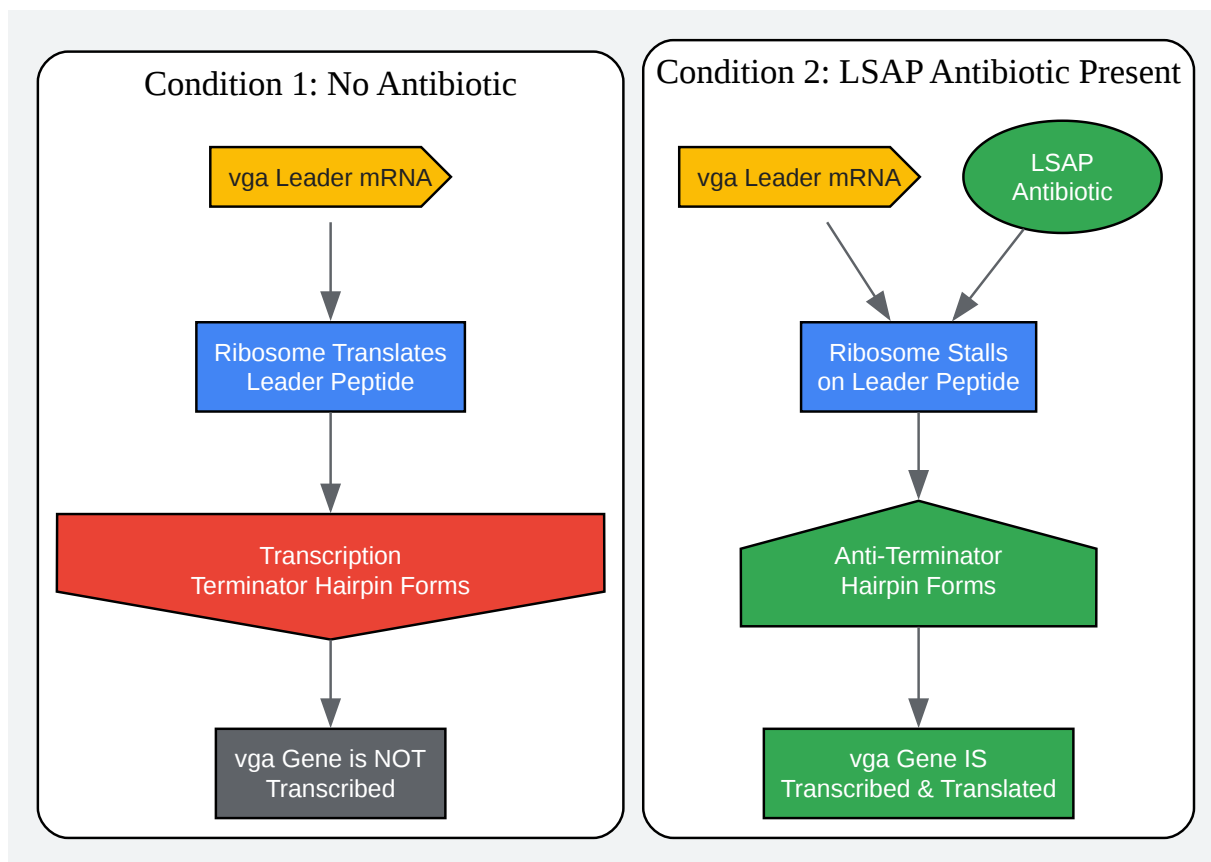 Condition 1: No Antibiotic
vga Leader mRNA
Ribosome Translates
Leader Peptide
Transcription
Terminator Hairpin Forms
vga Gene is NOT
Transcribed
Condition 2: LSAP Antibiotic Present
vga Leader mRNA
LSAP
Antibiotic
Ribosome Stalls
on Leader Peptide
Anti-Terminator
Hairpin Forms
vga Gene IS
Transcribed & Translated